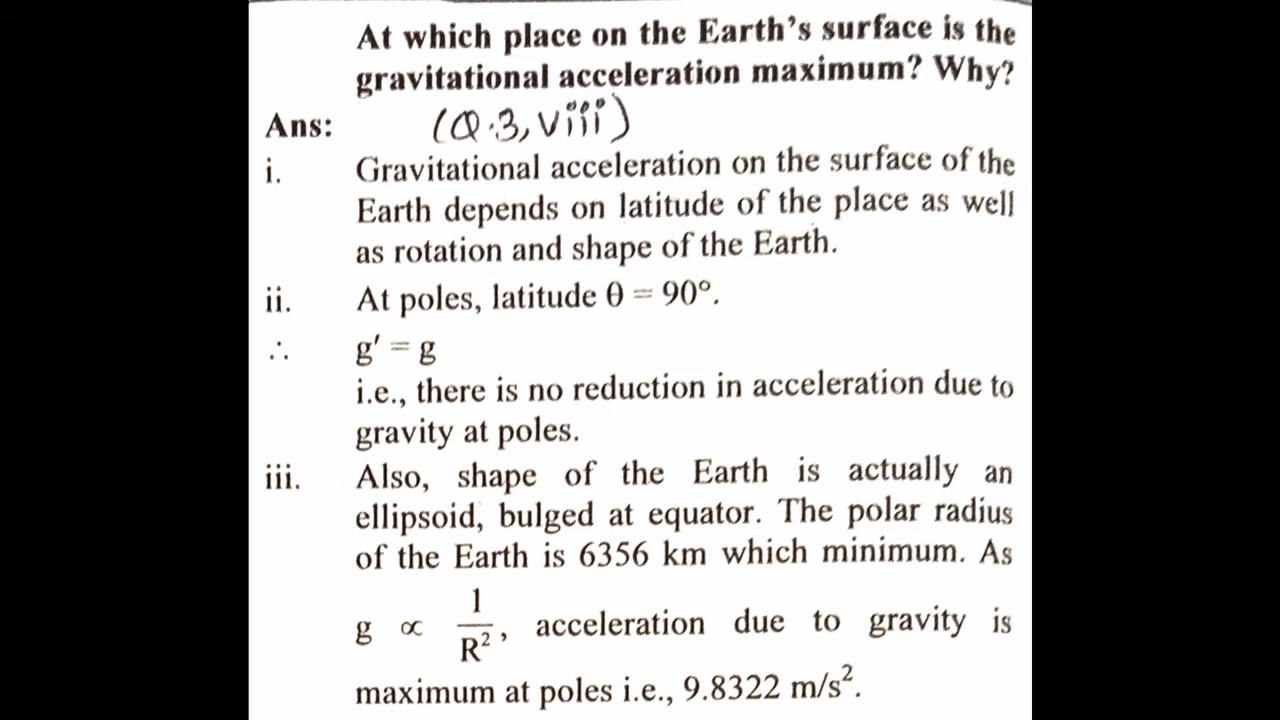 At which place on the Earth's surface is the
gravitational acceleration maximum? Why?
Ans: (Q.3, viii)
i. Gravitational acceleration on the surface of the
Earth depends on latitude of the place as well
as rotation and shape of the Earth.
ii. At poles, latitude θ = 90°.
∴ g′ = g
i.e., there is no reduction in acceleration due to
gravity at poles.
iii. Also, shape of the Earth is actually an
ellipsoid, bulged at equator. The polar radius
of the Earth is 6356 km which minimum. As
g ∝ 1/R², acceleration due to gravity is
maximum at poles i.e., 9.8322 m/s².